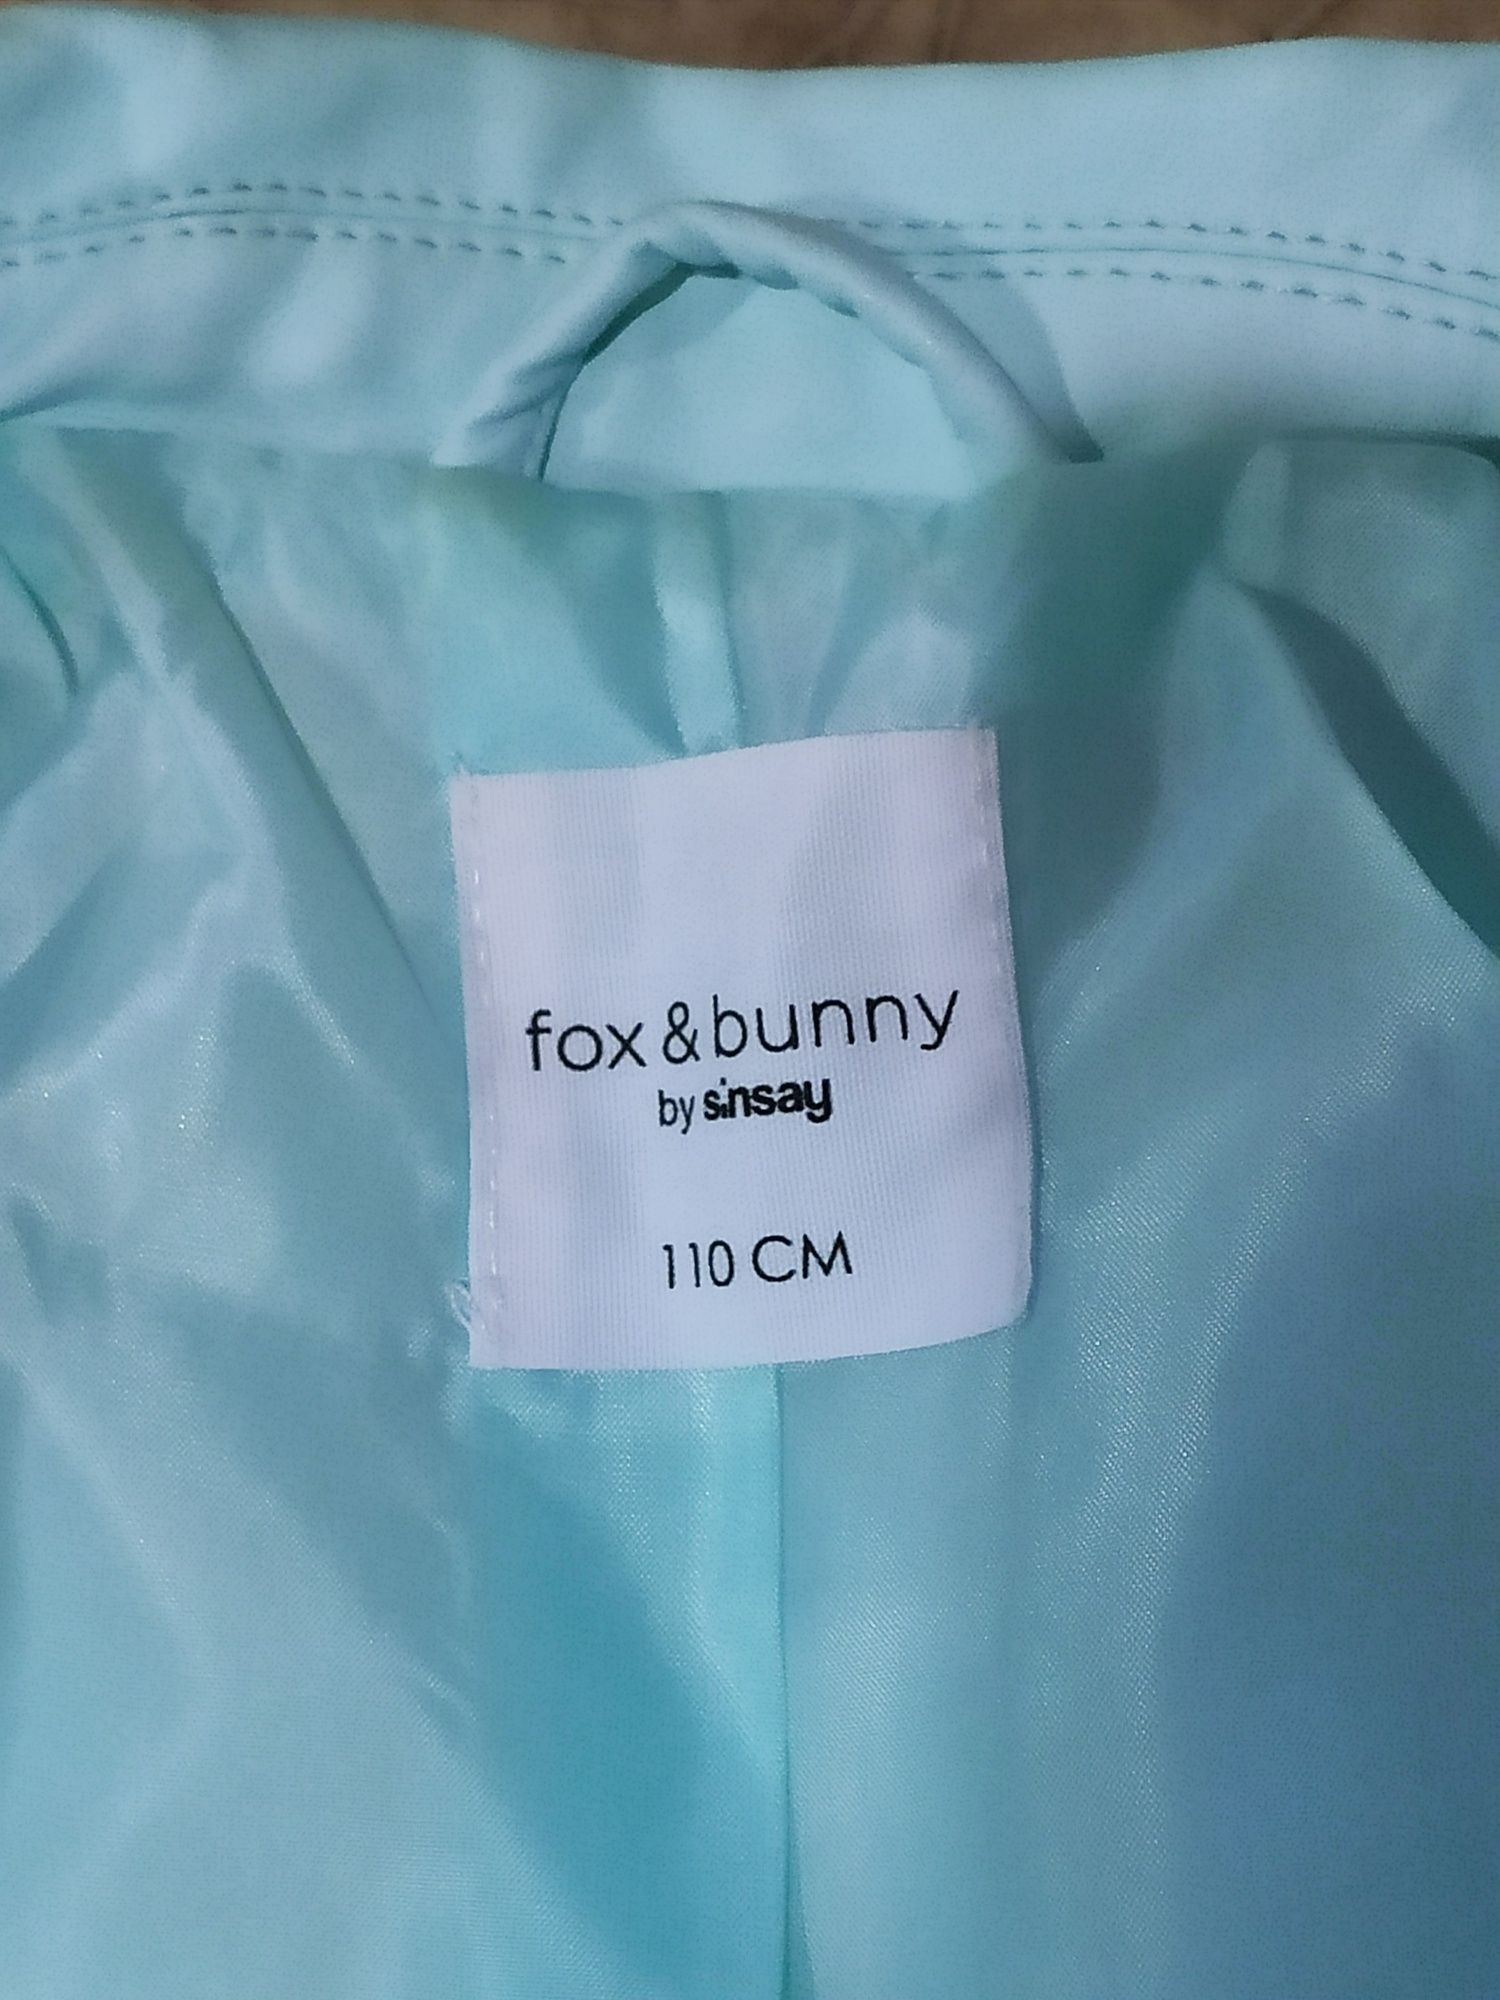 fox & bunny
by sinsay
110 CM